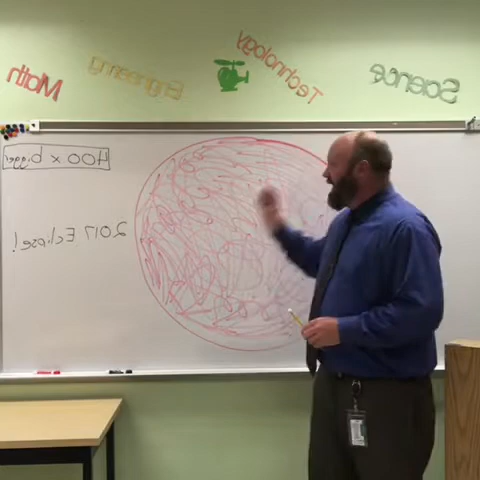 Science Technology Engineering Math
400 x bigger
2017 Eclipse!